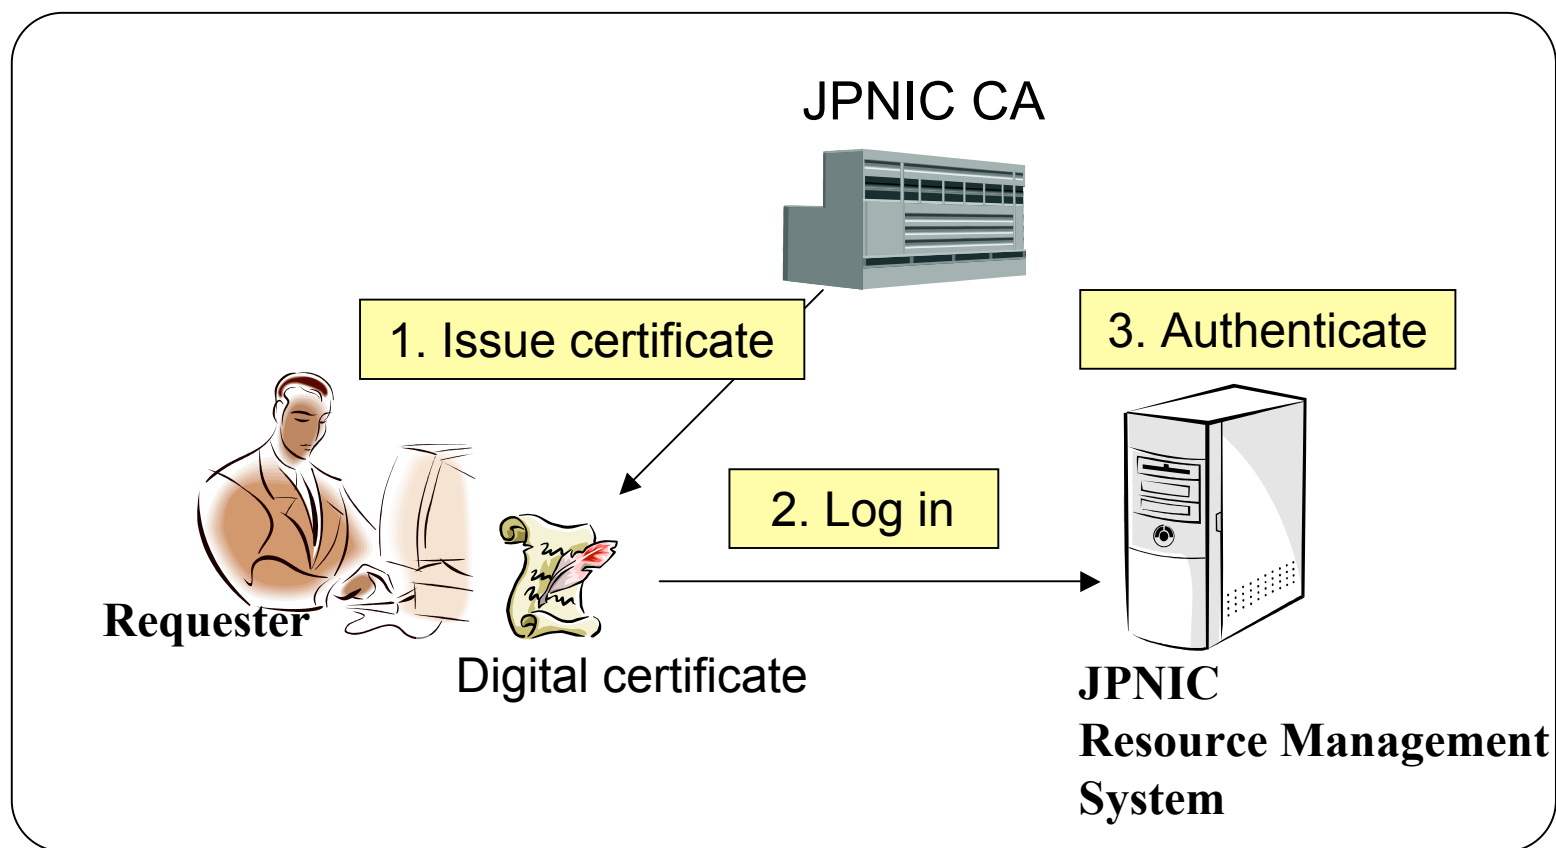 JPNIC CA
1. Issue certificate
3. Authenticate
2. Log in
Requester
Digital certificate
JPNIC
Resource Management
System